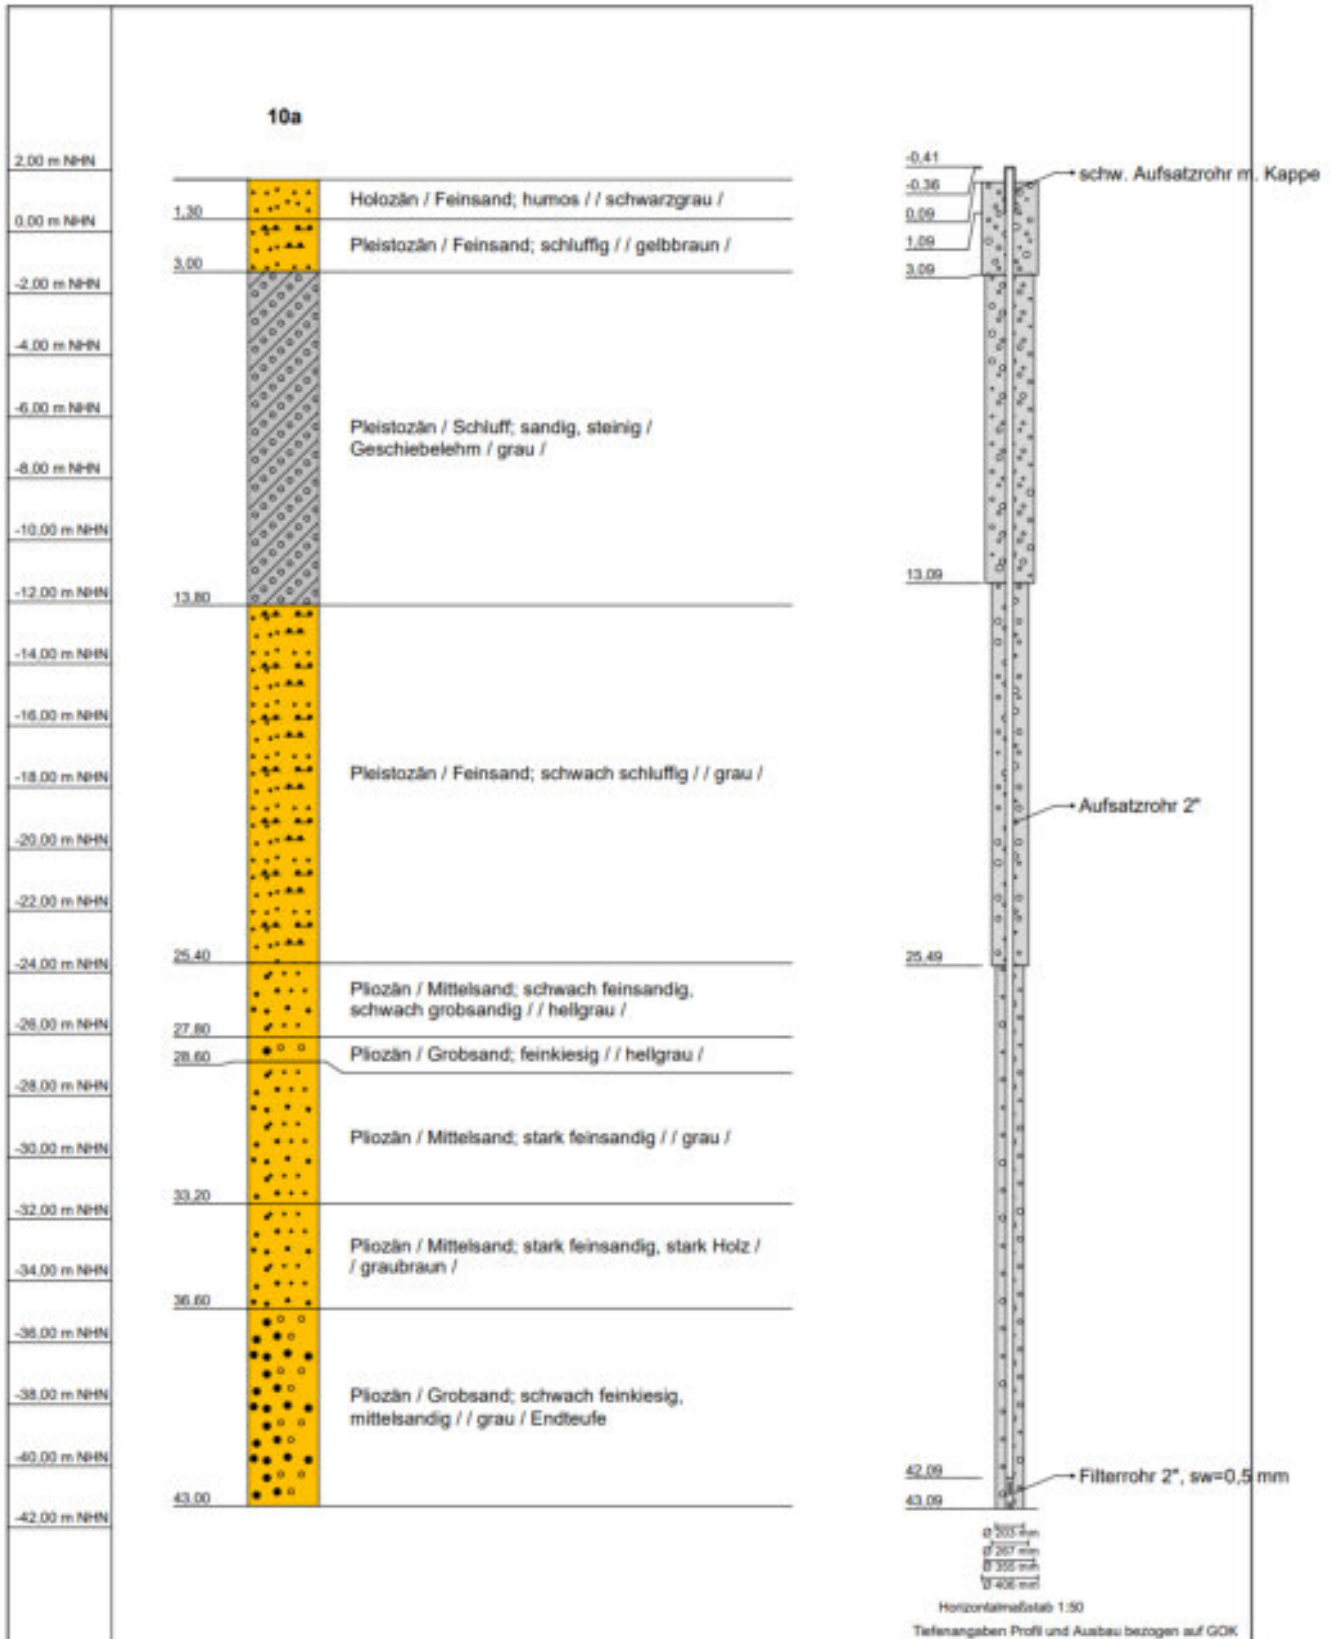 10a
2,00 m NHN
0,00 m NHN
-2,00 m NHN
-4,00 m NHN
-6,00 m NHN
-8,00 m NHN
-10,00 m NHN
-12,00 m NHN
-14,00 m NHN
-16,00 m NHN
-18,00 m NHN
-20,00 m NHN
-22,00 m NHN
-24,00 m NHN
-26,00 m NHN
-28,00 m NHN
-30,00 m NHN
-32,00 m NHN
-34,00 m NHN
-36,00 m NHN
-38,00 m NHN
-40,00 m NHN
-42,00 m NHN
1,30
3,00
13,80
25,40
27,80
28,60
33,20
36,60
43,00
Holozän / Feinsand; humos / / schwarzgrau /
Pleistozän / Feinsand; schluffig / / gelbbraun /
Pleistozän / Schluff; sandig, steinig /
Geschiebelehm / grau /
Pleistozän / Feinsand; schwach schluffig / / grau /
Pliozän / Mittelsand; schwach feinsandig,
schwach grobsandig / / hellgrau /
Pliozän / Grobsand; feinkiesig / / hellgrau /
Pliozän / Mittelsand; stark feinsandig / / grau /
Pliozän / Mittelsand; stark feinsandig, stark Holz /
/ graubraun /
Pliozän / Grobsand; schwach feinkiesig,
mittelsandig / / grau / Endteufe
-0,41
-0,36
0,09
1,09
3,09
13,09
25,49
42,09
43,09
schw. Aufsatzrohr m. Kappe
Aufsatzrohr 2"
Filterrohr 2", sw=0,5 mm
Ø 203 mm
Ø 267 mm
Ø 355 mm
Ø 406 mm
Horizontalmaßstab 1:50
Tiefenangaben Profil und Ausbau bezogen auf GOK